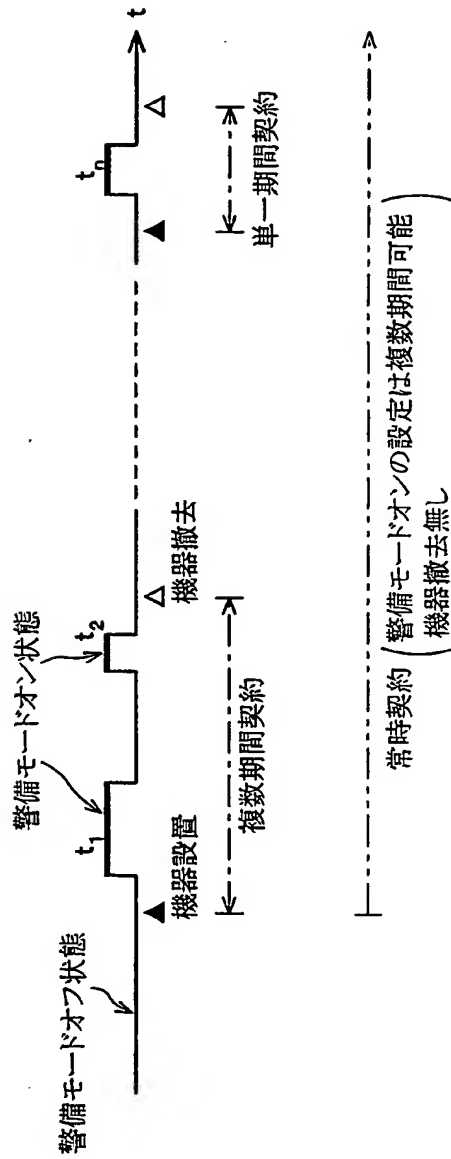 警備モードオフ状態
警備モードオン状態
t₁
t₂
tₙ
t
機器設置
機器撤去
複数期間契約
単一期間契約
常時契約
警備モードオンの設定は複数期間可能
機器撤去無し